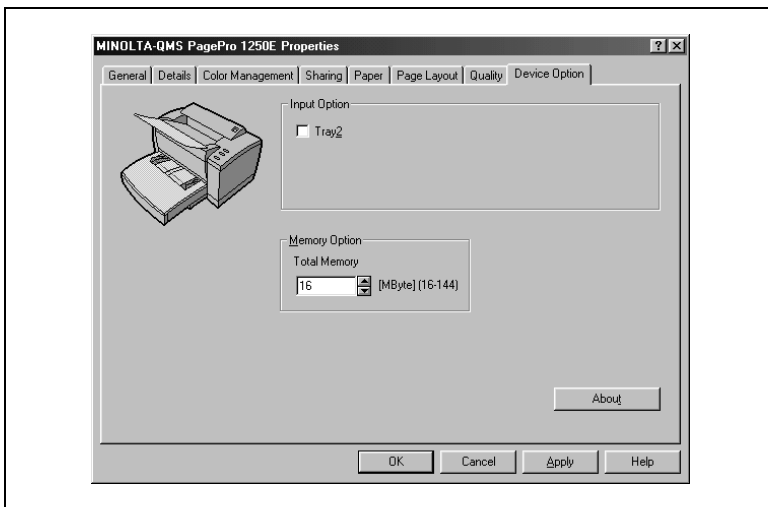 MINOLTA-QMS PagePro 1250E Properties
General Details Color Management Sharing Paper Page Layout Quality Device Option
Input Option
Tray2
Memory Option
Total Memory
16 [MByte] (16-144)
About
OK Cancel Apply Help